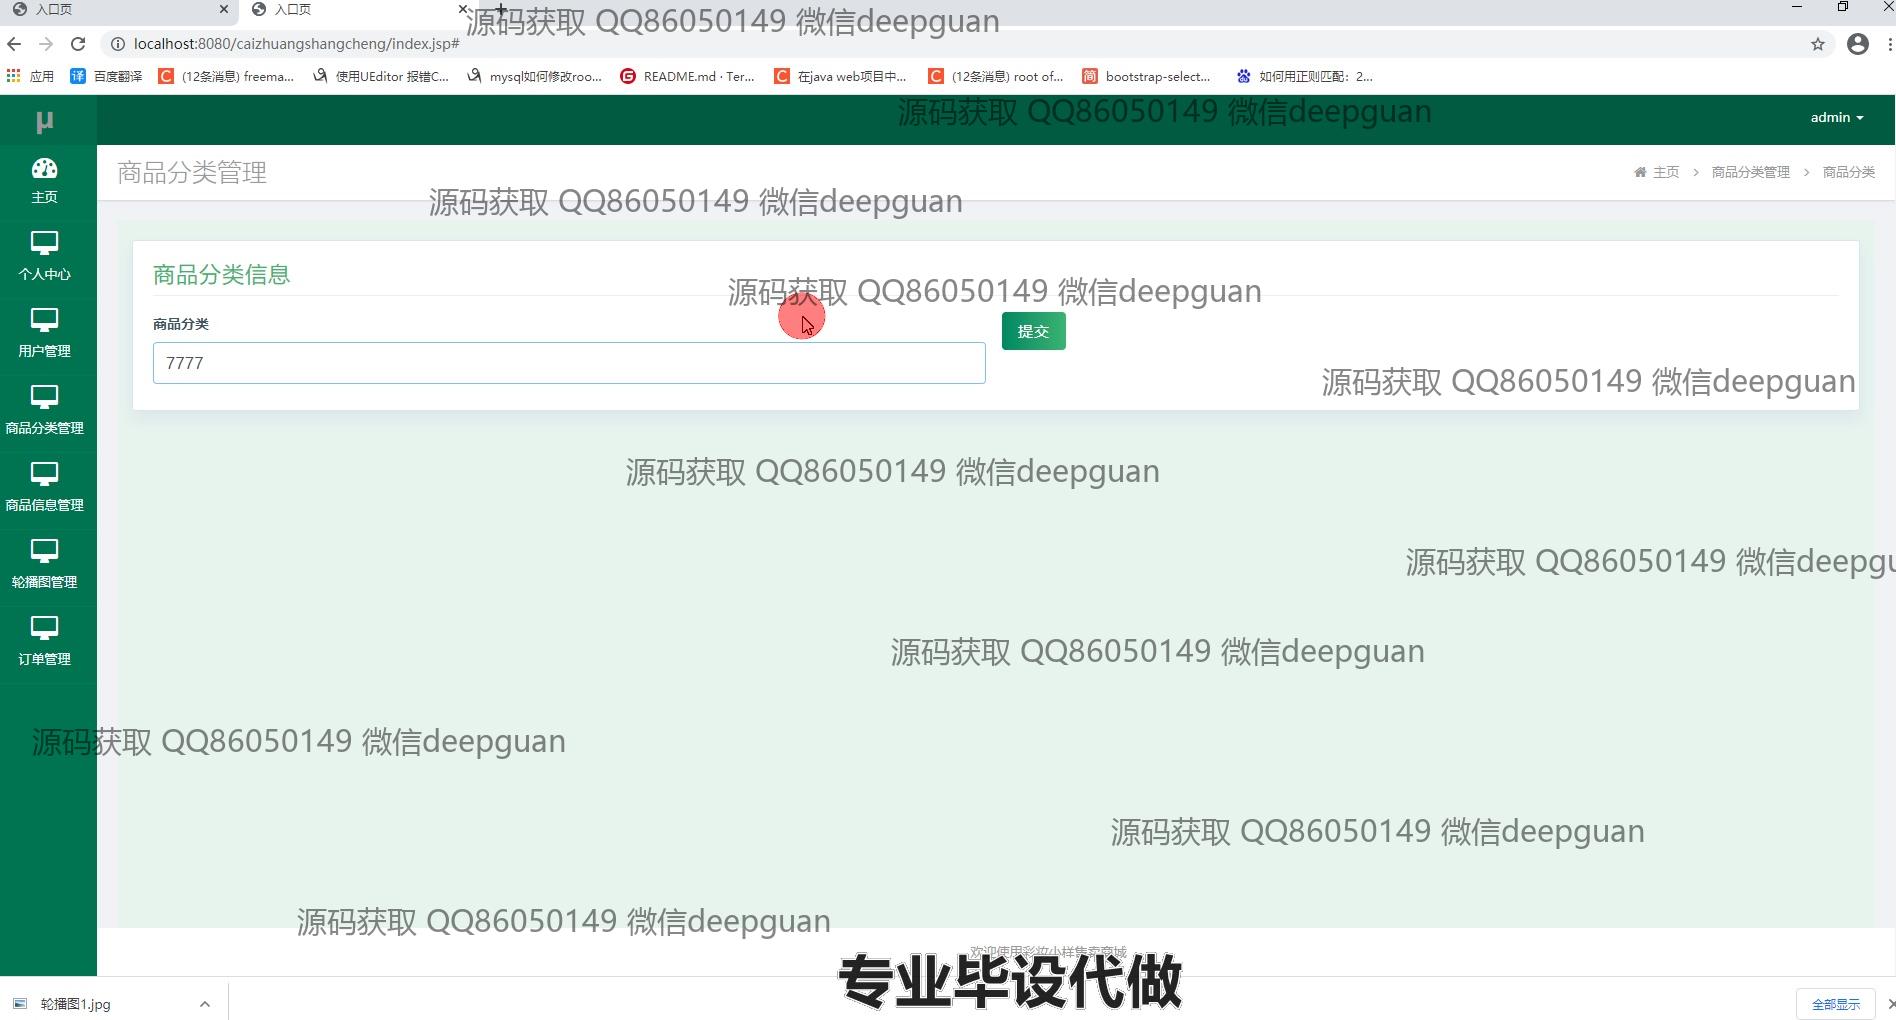 入口页
入口页
源码获取 QQ86050149 微信deepguan
localhost:8080/caizhuangshangcheng/index.jsp#
应用
百度翻译
(12条消息) freema...
使用UEditor 报错C...
mysql如何修改roo...
README.md · Ter...
在java web项目中...
(12条消息) root of...
bootstrap-select...
如何用正则匹配：2...
μ
源码获取 QQ86050149 微信deepguan
admin
主页
商品分类管理
主页 > 商品分类管理 > 商品分类
源码获取 QQ86050149 微信deepguan
个人中心
商品分类信息
源码获取 QQ86050149 微信deepguan
商品分类
提交
用户管理
7777
源码获取 QQ86050149 微信deepguan
商品分类管理
源码获取 QQ86050149 微信deepguan
商品信息管理
源码获取 QQ86050149 微信deepgu
轮播图管理
源码获取 QQ86050149 微信deepguan
订单管理
源码获取 QQ86050149 微信deepguan
源码获取 QQ86050149 微信deepguan
源码获取 QQ86050149 微信deepguan
欢迎使用彩妆小样售卖商城
专业毕设代做
轮播图1.jpg
全部显示